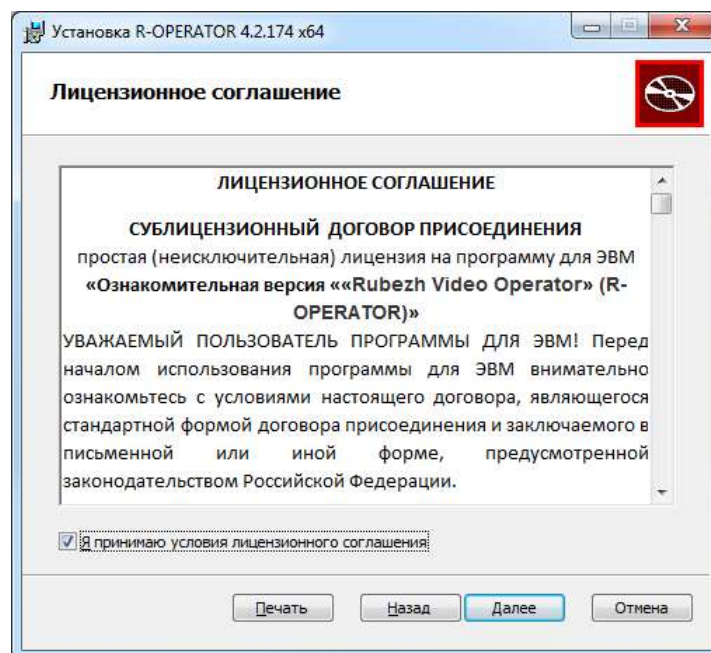 Установка R-OPERATOR 4.2.174 x64
Лицензионное соглашение
ЛИЦЕНЗИОННОЕ СОГЛАШЕНИЕ
СУБЛИЦЕНЗИОННЫЙ ДОГОВОР ПРИСОЕДИНЕНИЯ
простая (неисключительная) лицензия на программу для ЭВМ
«Ознакомительная версия ««Rubezh Video Operator» (R-
OPERATOR)»
УВАЖАЕМЫЙ ПОЛЬЗОВАТЕЛЬ ПРОГРАММЫ ДЛЯ ЭВМ! Перед
началом использования программы для ЭВМ внимательно
ознакомьтесь с условиями настоящего договора, являющегося
стандартной формой договора присоединения и заключаемого в
письменной или иной форме, предусмотренной
законодательством Российской Федерации.
Я принимаю условия лицензионного соглашения
Печать Назад Далее Отмена